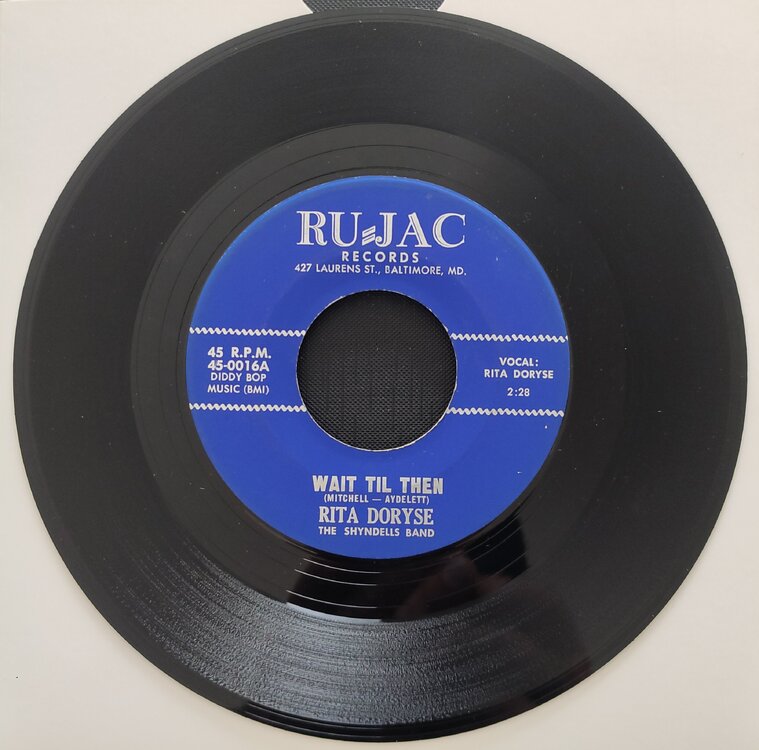 RU-JAC
RECORDS
427 LAURENS ST., BALTIMORE, MD.
45 R.P.M.
45-0016A
DIDDY BOP
MUSIC (BMI)
VOCAL:
RITA DORYSE
2:28
WAIT TIL THEN
(MITCHELL — AYDELETT)
RITA DORYSE
THE SHYNDELLS BAND